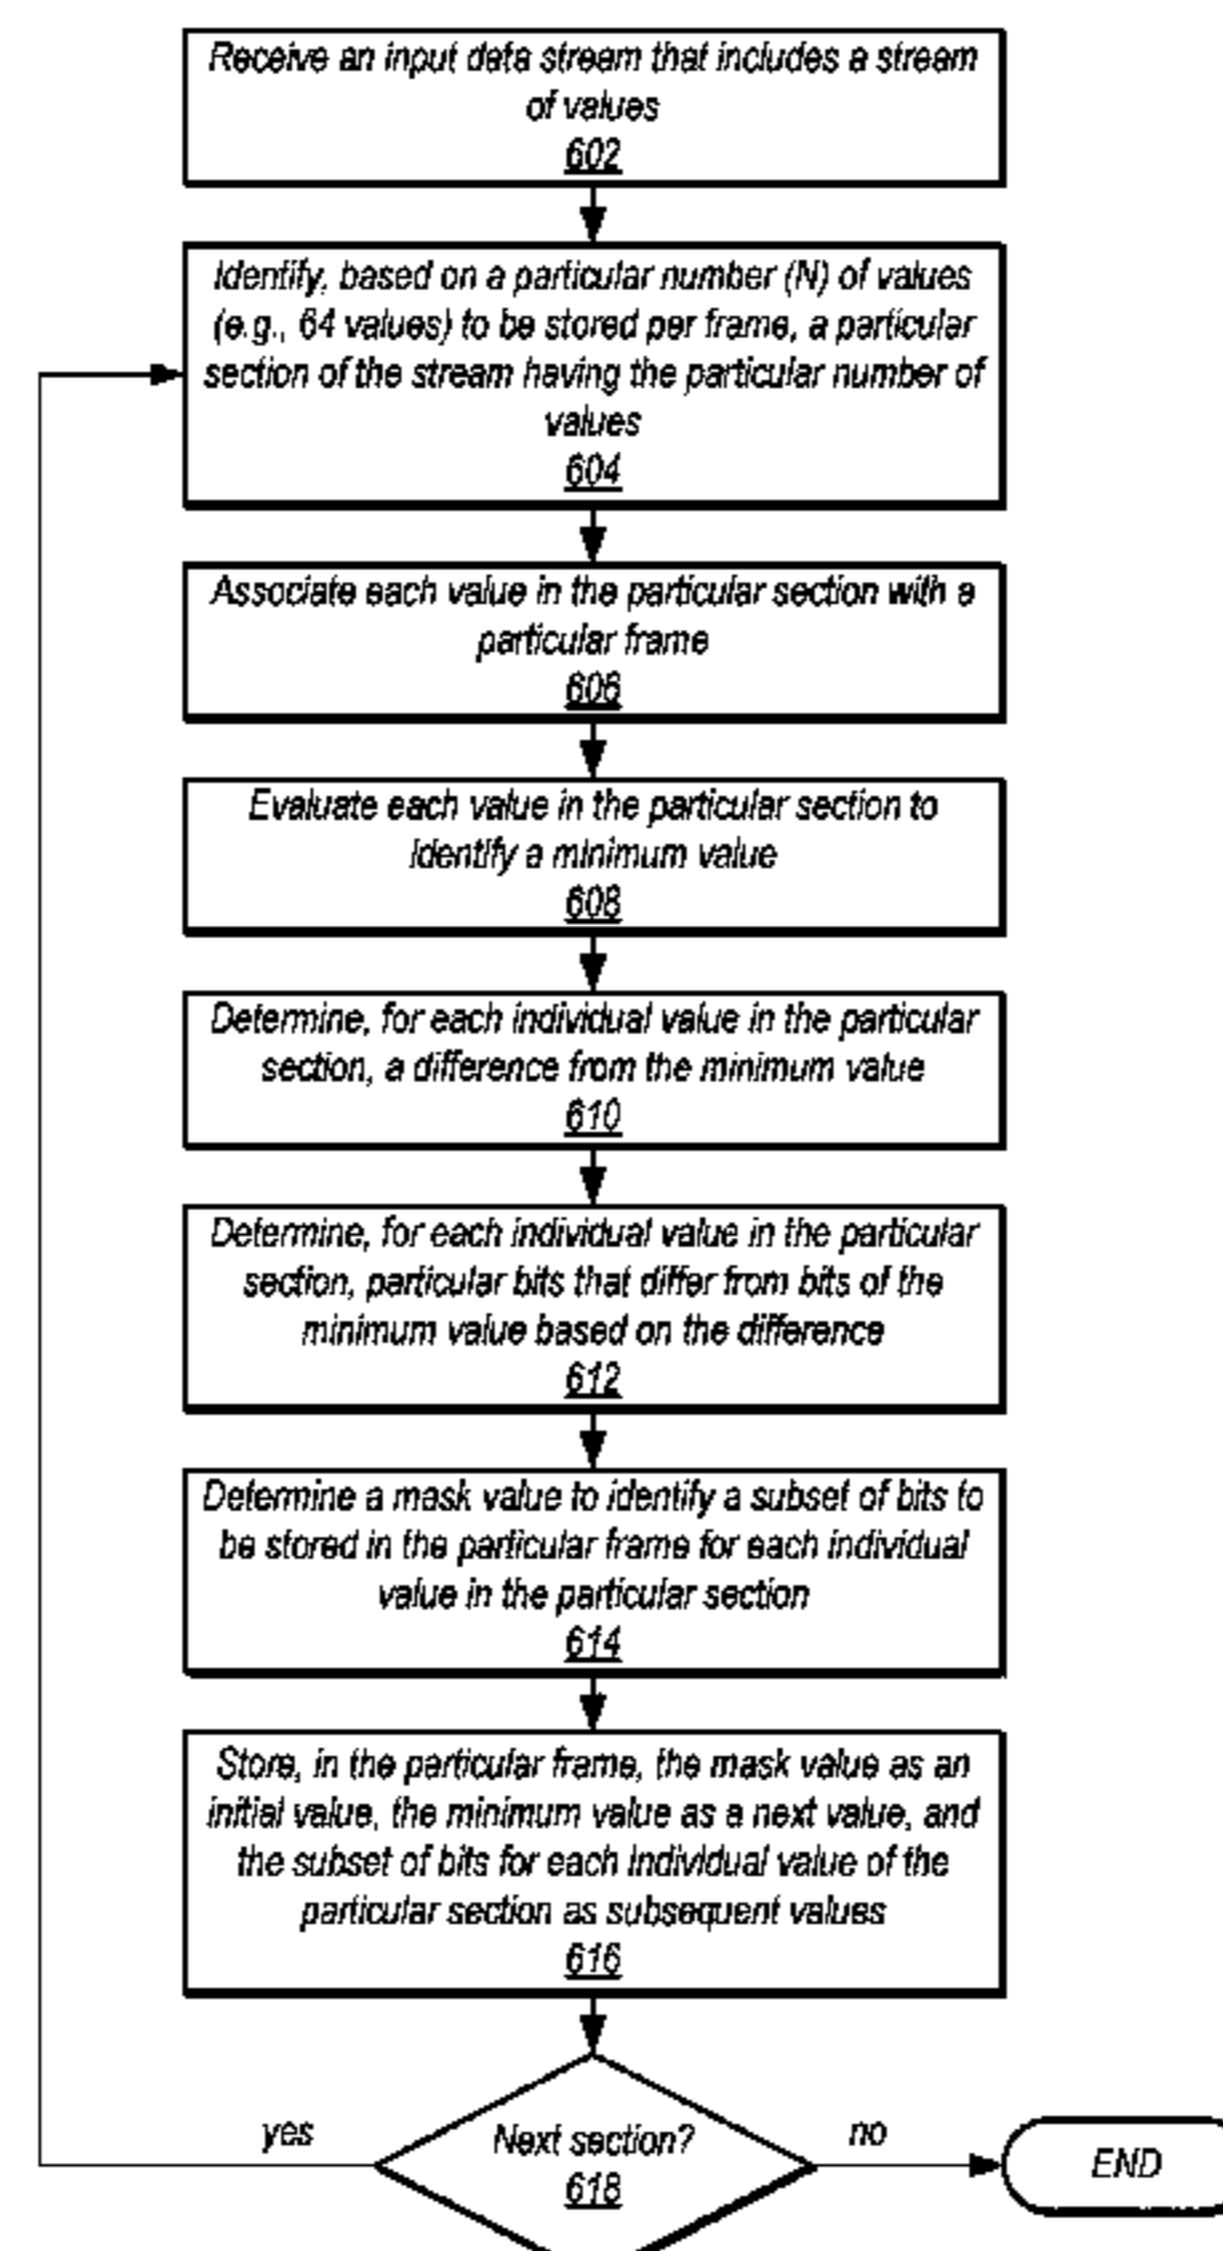 Receive an input data stream that includes a stream
of values
602
Identify, based on a particular number (N) of values
(e.g., 64 values) to be stored per frame, a particular
section of the stream having the particular number of
values
604
Associate each value in the particular section with a
particular frame
606
Evaluate each value in the particular section to
identify a minimum value
608
Determine, for each individual value in the particular
section, a difference from the minimum value
610
Determine, for each individual value in the particular
section, particular bits that differ from bits of the
minimum value based on the difference
612
Determine a mask value to identify a subset of bits to
be stored in the particular frame for each individual
value in the particular section
614
Store, in the particular frame, the mask value as an
initial value, the minimum value as a next value, and
the subset of bits for each individual value of the
particular section as subsequent values
616
yes
Next section?
618
no
END